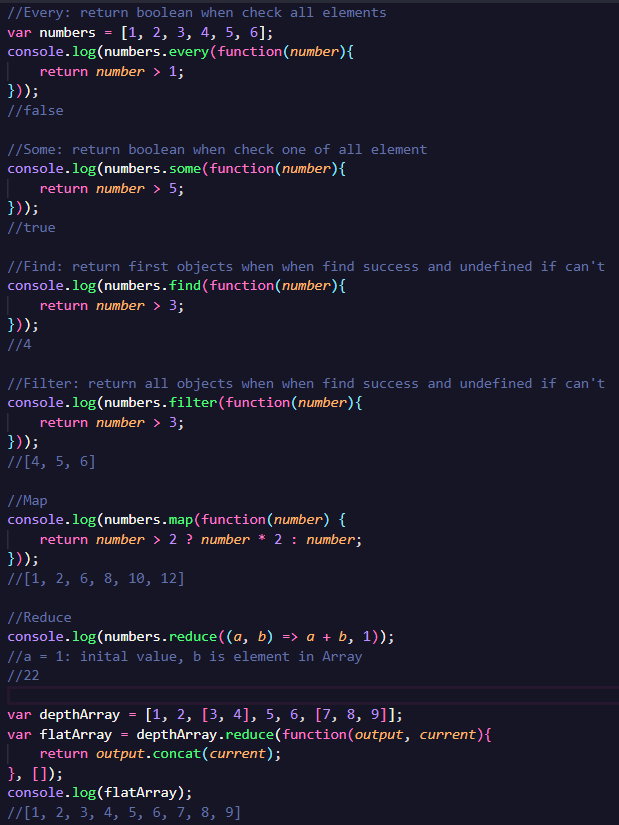 //Every: return boolean when check all elements
var numbers = [1, 2, 3, 4, 5, 6];
console.log(numbers.every(function(number){
    return number > 1;
}));
//false

//Some: return boolean when check one of all element
console.log(numbers.some(function(number){
    return number > 5;
}));
//true

//Find: return first objects when when find success and undefined if can't
console.log(numbers.find(function(number){
    return number > 3;
}));
//4

//Filter: return all objects when when find success and undefined if can't
console.log(numbers.filter(function(number){
    return number > 3;
}));
//[4, 5, 6]

//Map
console.log(numbers.map(function(number) {
    return number > 2 ? number * 2 : number;
}));
//[1, 2, 6, 8, 10, 12]

//Reduce
console.log(numbers.reduce((a, b) => a + b, 1));
//a = 1: inital value, b is element in Array
//22

var depthArray = [1, 2, [3, 4], 5, 6, [7, 8, 9]];
var flatArray = depthArray.reduce(function(output, current){
    return output.concat(current);
}, []);
console.log(flatArray);
//[1, 2, 3, 4, 5, 6, 7, 8, 9]